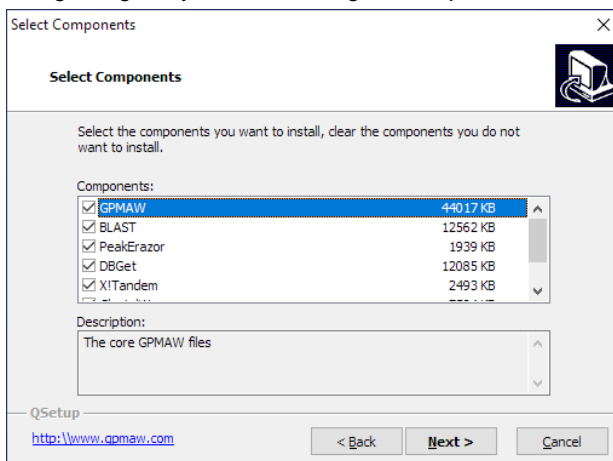 Select Components
Select Components
Select the components you want to install, clear the components you do not
want to install.
Components:
GPMAW 44017 KB
BLAST 12562 KB
PeakErazor 1939 KB
DBGet 12085 KB
X!Tandem 2493 KB
Description:
The core GPMAW files
QSetup
http:\\www.gpmaw.com
< Back
Next >
Cancel